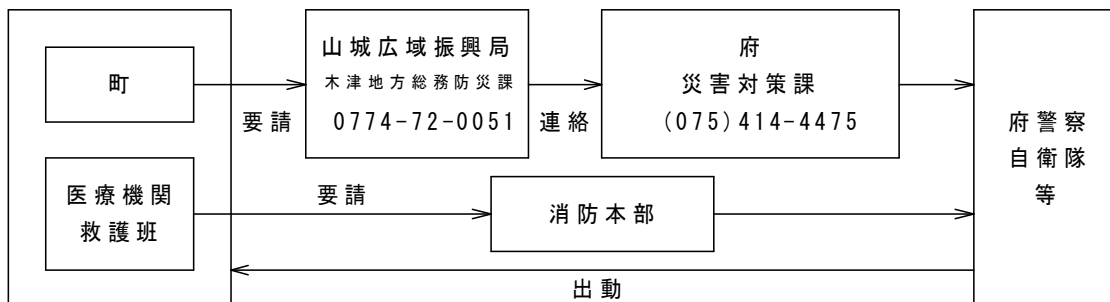 町
要請
山城広域振興局
木津地方総務防災課
0774-72-0051
連絡
府
災害対策課
(075)414-4475
府警察
自衛隊
等
医療機関
救護班
要請
消防本部
出動